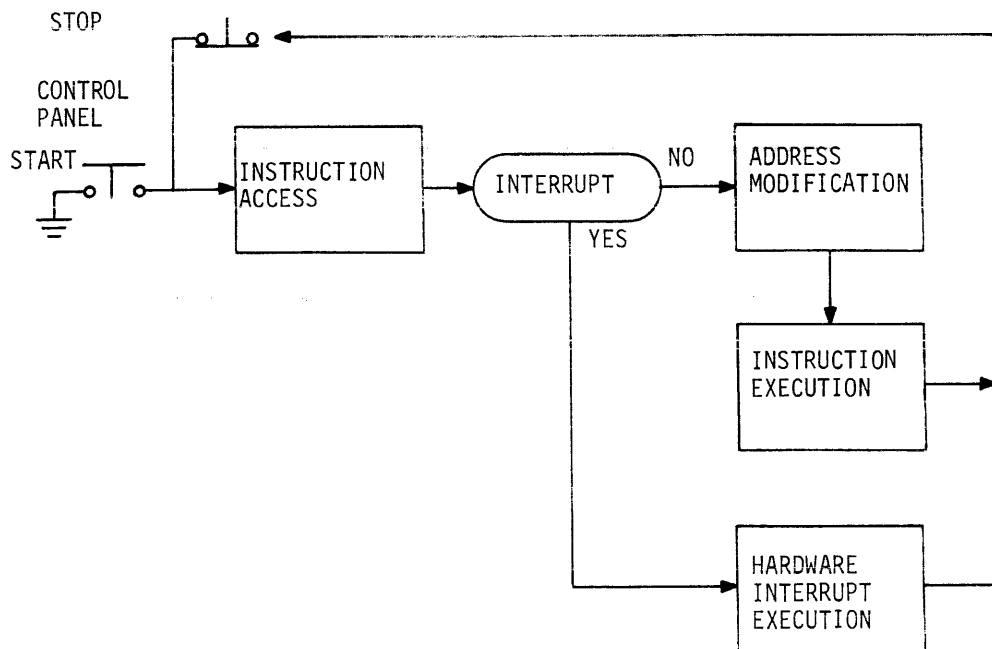 STOP
CONTROL
PANEL
START
INSTRUCTION
ACCESS
INTERRUPT
NO
YES
ADDRESS
MODIFICATION
INSTRUCTION
EXECUTION
HARDWARE
INTERRUPT
EXECUTION